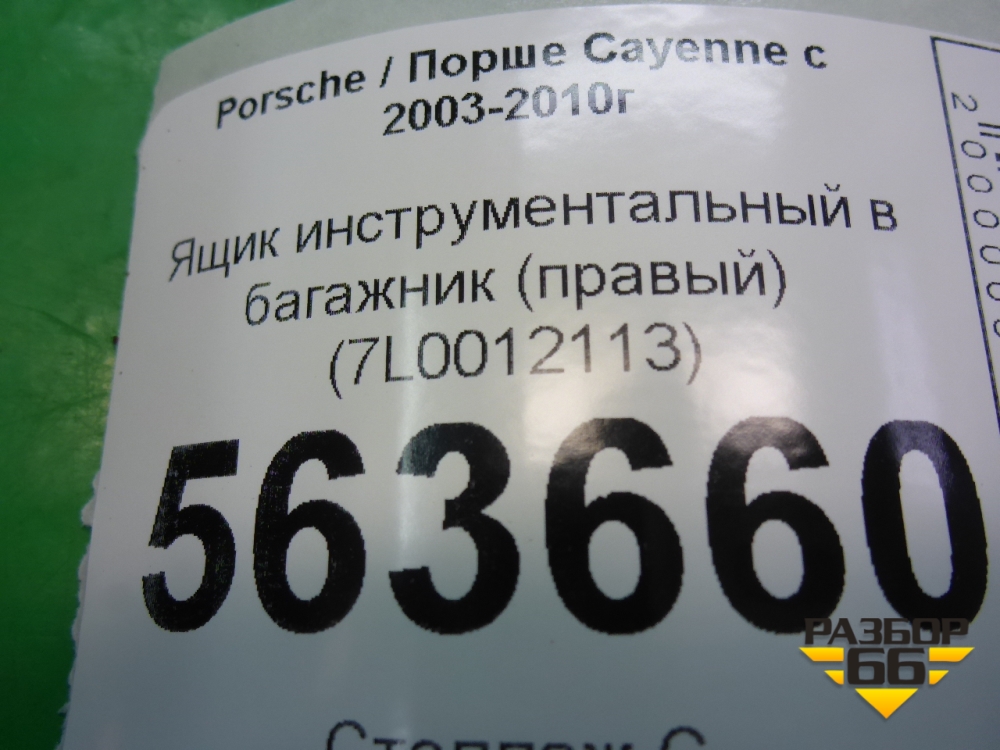 Porsche / Порше Cayenne с
2003-2010г
Ящик инструментальный в
багажник (правый)
(7L0012113)
563660
РАЗБОР
66